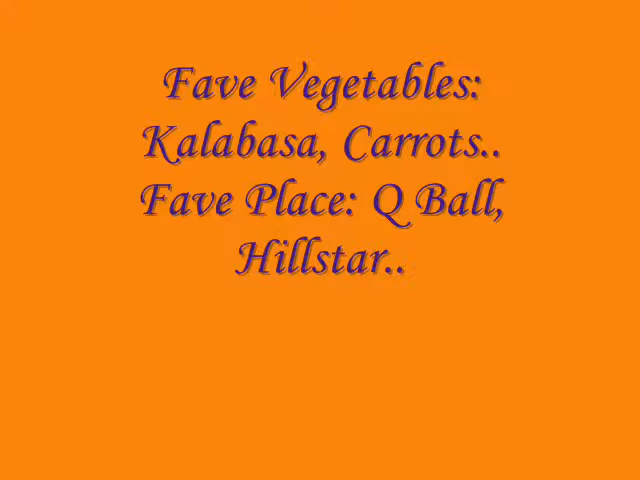 Fave Vegetables:
Kalabasa, Carrots..
Fave Place: Q Ball,
Hillstar..